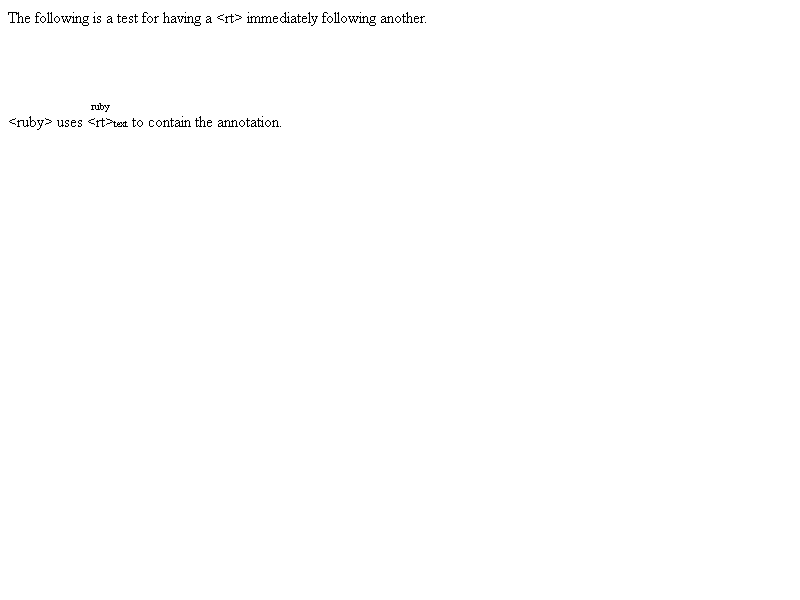 The following is a test for having a <rt> immediately following another.
ruby
<ruby> uses <rt>text to contain the annotation.